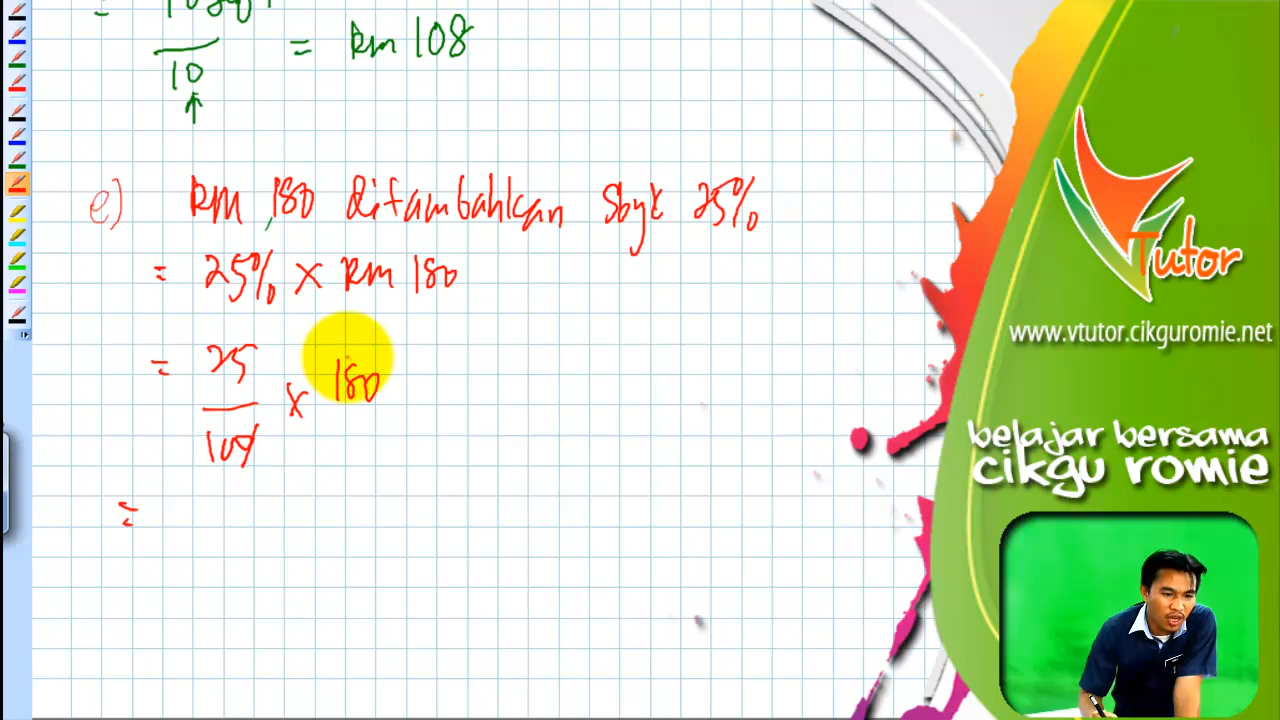 =
10
= RM 108
e) RM 180 ditambahkan sbyk 25%
= 25% × RM 180
= 25
100 × 180
=
Tutor
www.vtutor.cikguromie.net
belajar bersama
cikgu romie